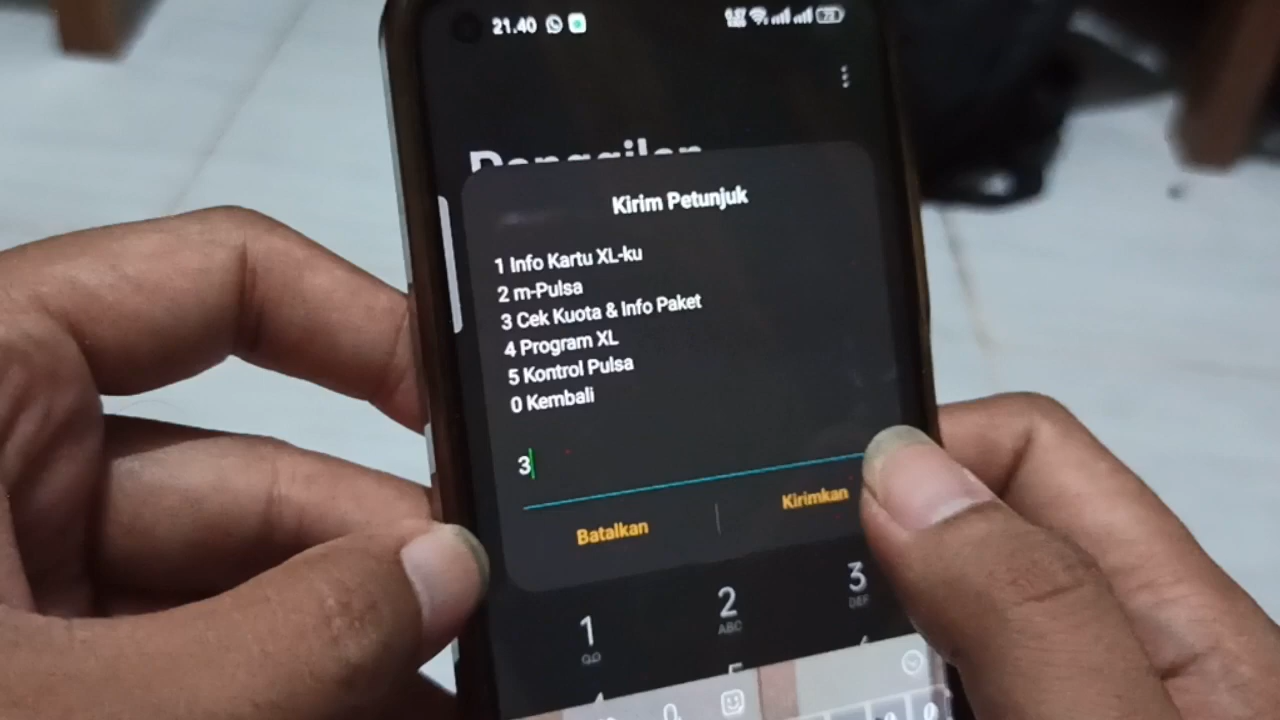 21.40
Panggilan
Kirim Petunjuk
1 Info Kartu XL-ku
2 m-Pulsa
3 Cek Kuota & Info Paket
4 Program XL
5 Kontrol Pulsa
0 Kembali
3
Batalkan
Kirimkan
1
2
ABC
3
DEF